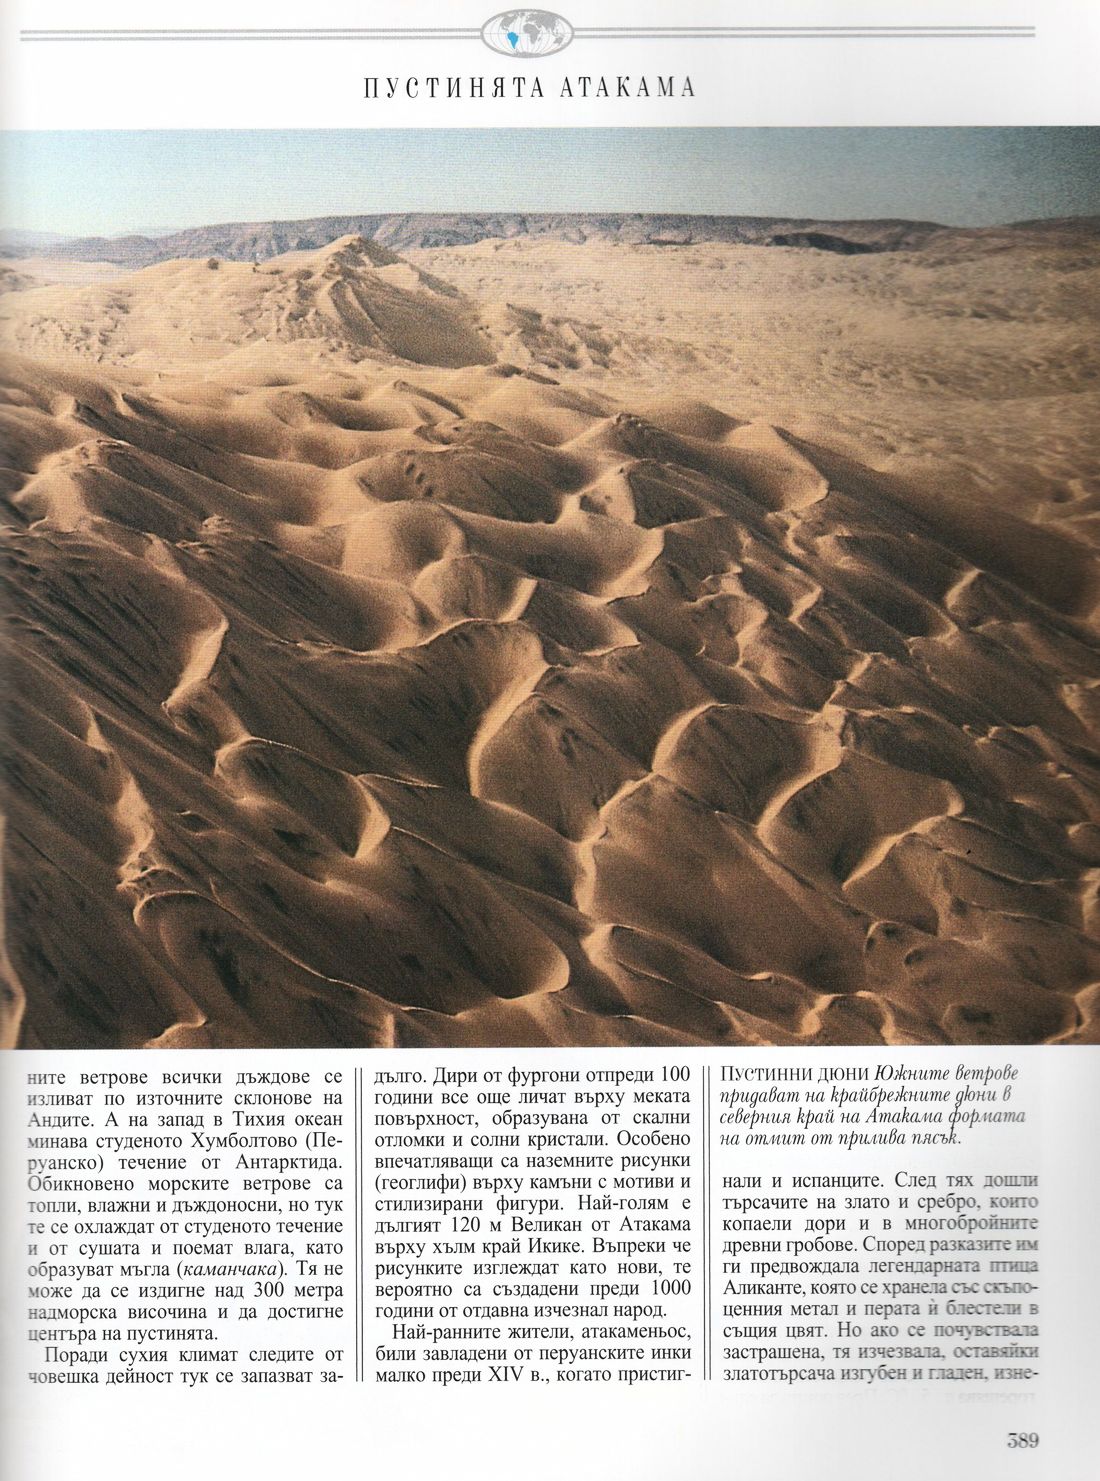 ПУСТИНЯТА АТАКАМА
ните ветрове всички дъждове се
изливат по източните склонове на
Андите. А на запад в Тихия океан
минава студеното Хумболтово (Пе-
руанско) течение от Антарктида.
Обикновено морските ветрове са
топли, влажни и дъждоносни, но тук
те се охлаждат от студеното течение
и от сушата и поемат влага, като
образуват мъгла (каманчака). Тя не
може да се издигне над 300 метра
надморска височина и да достигне
центъра на пустинята.
Поради сухия климат следите от
човешка дейност тук се запазват за-
дълго. Дири от фургони отпреди 100
години все още личат върху меката
повърхност, образувана от скални
отломки и солни кристали. Особено
впечатляващи са наземните рисунки
(геоглифи) върху камъни с мотиви и
стилизирани фигури. Най-голям е
дългият 120 м Великан от Атакама
върху хълм край Икике. Въпреки че
рисунките изглеждат като нови, те
вероятно са създадени преди 1000
години от отдавна изчезнал народ.
Най-ранните жители, атакаменьос,
били завладени от перуанските инки
малко преди XIV в., когато пристиг-
ПУСТИННИ ДЮНИ Южните ветрове
придават на крайбрежните дюни в
северния край на Атакама формата
на отмит от прилива пясък.
нали и испанците. След тях дошли
търсачите на злато и сребро, които
копаели дори и в многобройните
древни гробове. Според разказите им
ги предвождала легендарната птица
Аликанте, която се хранела със скъпо-
ценния метал и перата ѝ блестели в
същия цвят. Но ако се почувствала
застрашена, тя изчезвала, оставяйки
златотърсача изгубен и гладен, изне-
389